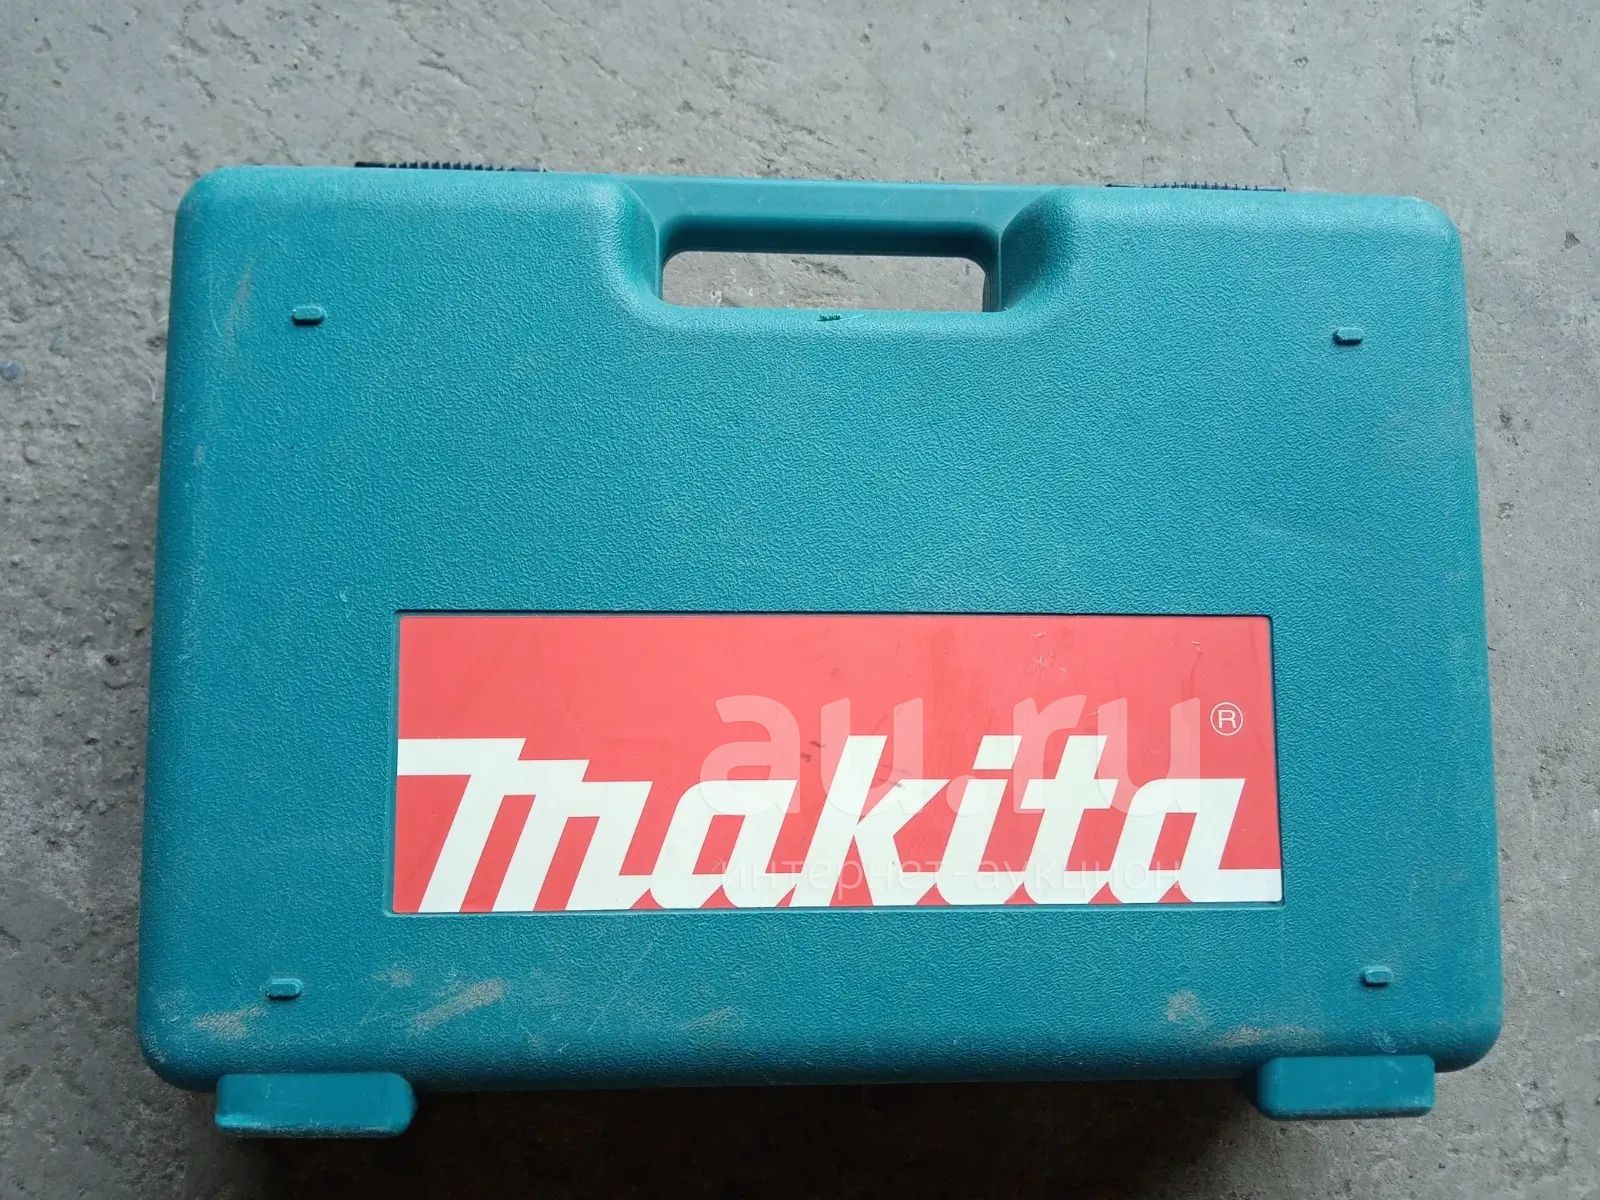 au.ru
®
makita
интернет-аукцион